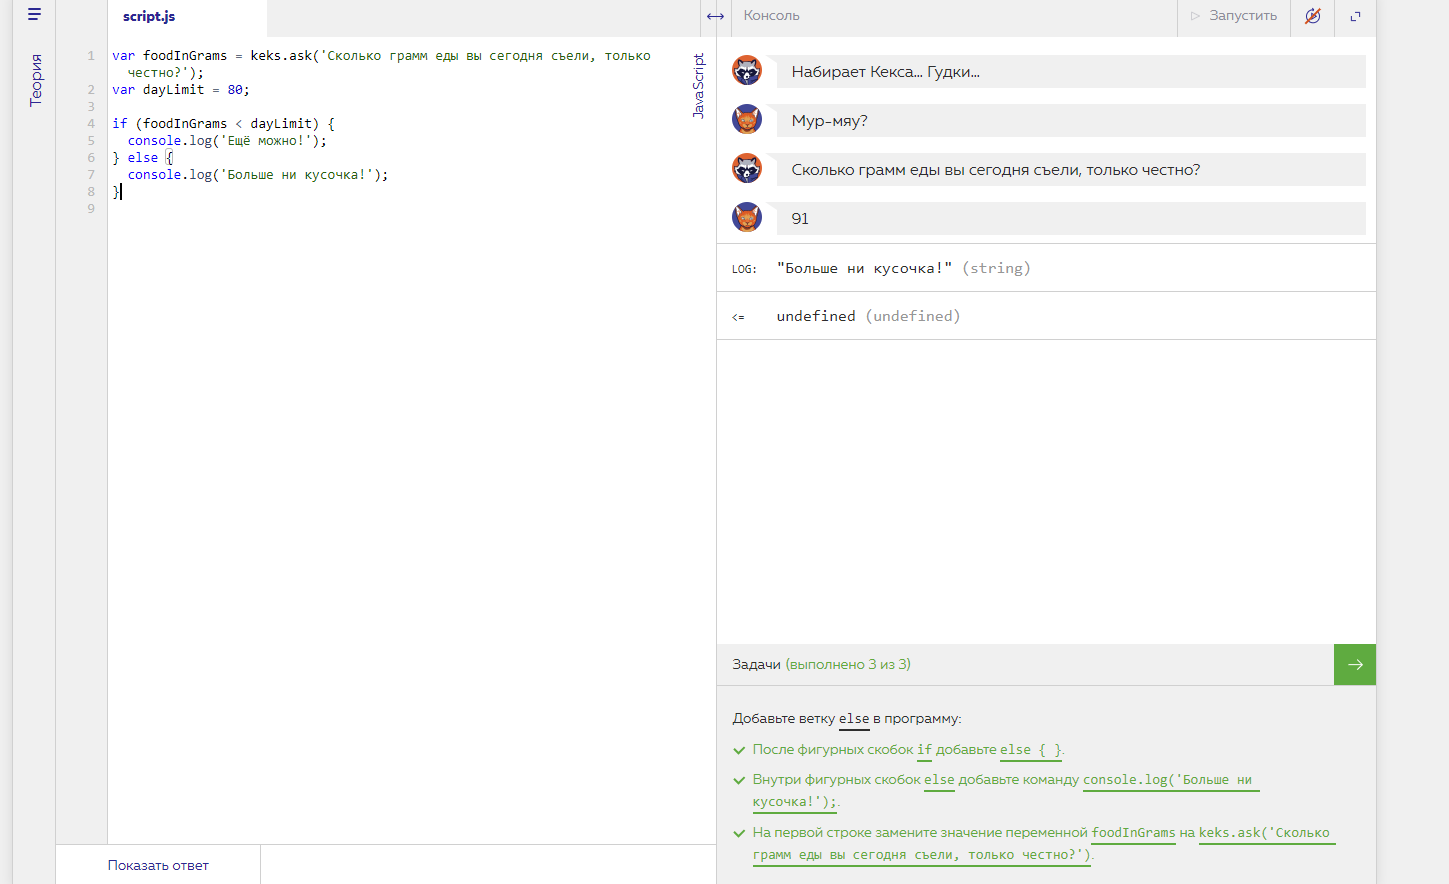 script.js
Консоль
Запустить
Теория
JavaScript
1 var foodInGrams = keks.ask('Сколько грамм еды вы сегодня съели, только
честно?');
2 var dayLimit = 80;
3
4 if (foodInGrams < dayLimit) {
5 console.log('Ещё можно!');
6 } else {
7 console.log('Больше ни кусочка!');
8 }
9
Показать ответ
Набирает Кекса... Гудки...
Мур-мяу?
Сколько грамм еды вы сегодня съели, только честно?
91
LOG: "Больше ни кусочка!" (string)
<= undefined (undefined)
Задачи (выполнено 3 из 3)
Добавьте ветку else в программу:
После фигурных скобок if добавьте else { }.
Внутри фигурных скобок else добавьте команду console.log('Больше ни
кусочка!');.
На первой строке замените значение переменной foodInGrams на keks.ask('Сколько
грамм еды вы сегодня съели, только честно?').